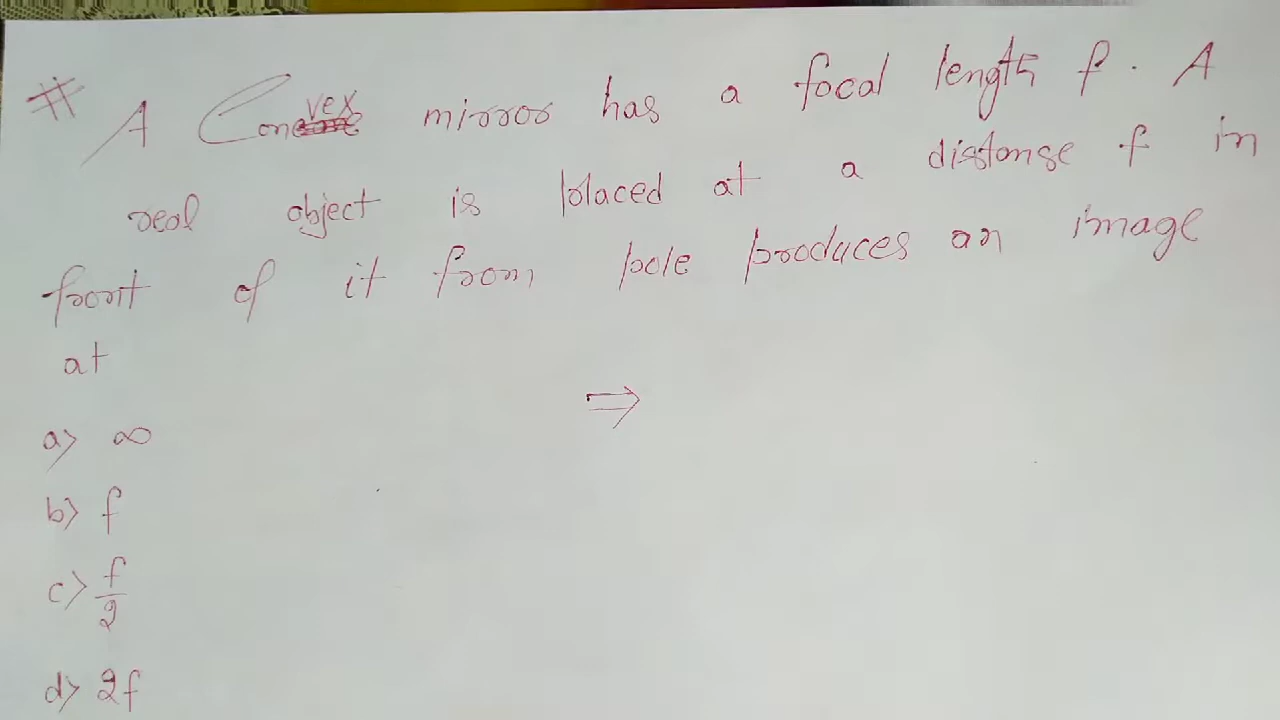 # A Convex mirror has a focal length f. A
real object is placed at a distanse f in
front of it from pole produces an image
at
⇒
a> ∞
b> f
c> f/2
d> 2f